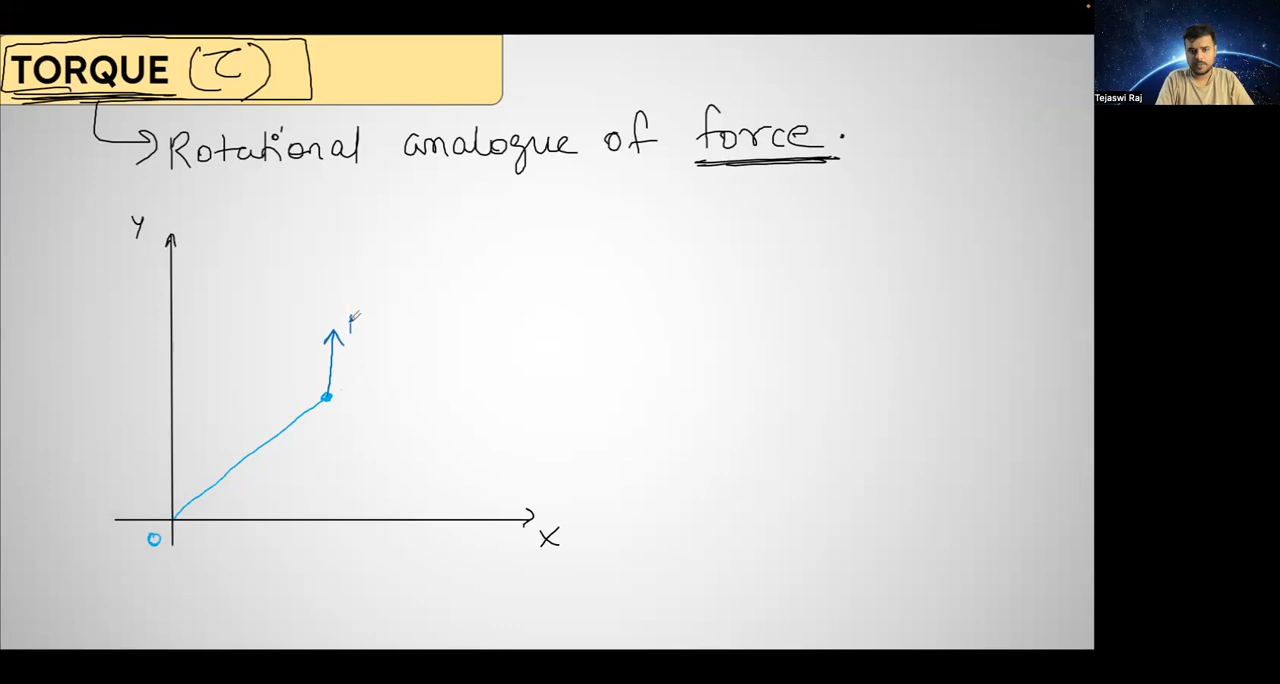 TORQUE (τ)
Rotational analogue of force.
Tejaswi Raj
Y
O
X